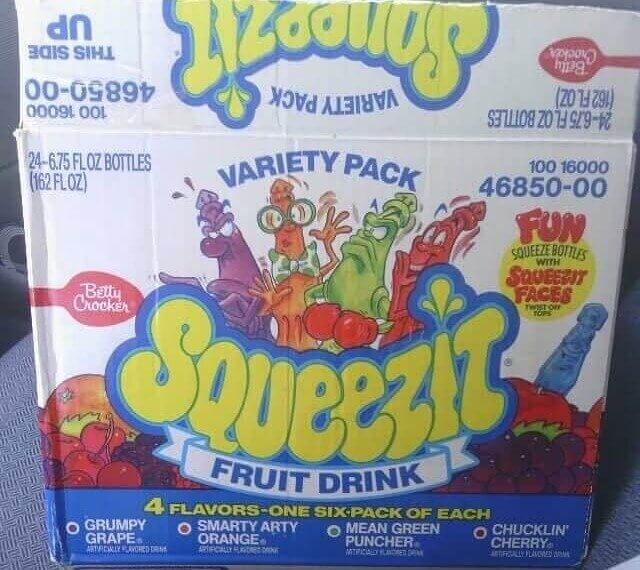 THIS SIDE
UP
100 16000
46850-00
Squeezit
VARIETY PACK
Betty
Crocker
24-6.75 FL OZ BOTTLES
(162 FL OZ)
24-6.75 FL OZ BOTTLES
(162 FL OZ)
VARIETY PACK
100 16000
46850-00
FUN
SQUEEZE BOTTLES
WITH
SQUEEZIT
FACES
TWIST OFF
TOPS
Betty
Crocker
SQUEEZIT
FRUIT DRINK
4 FLAVORS-ONE SIX-PACK OF EACH
GRUMPY
GRAPE
ARTIFICIALLY FLAVORED DRINK
SMARTY ARTY
ORANGE
ARTIFICIALLY FLAVORED DRINK
MEAN GREEN
PUNCHER
ARTIFICIALLY FLAVORED DRINK
CHUCKLIN'
CHERRY
ARTIFICIALLY FLAVORED DRINK